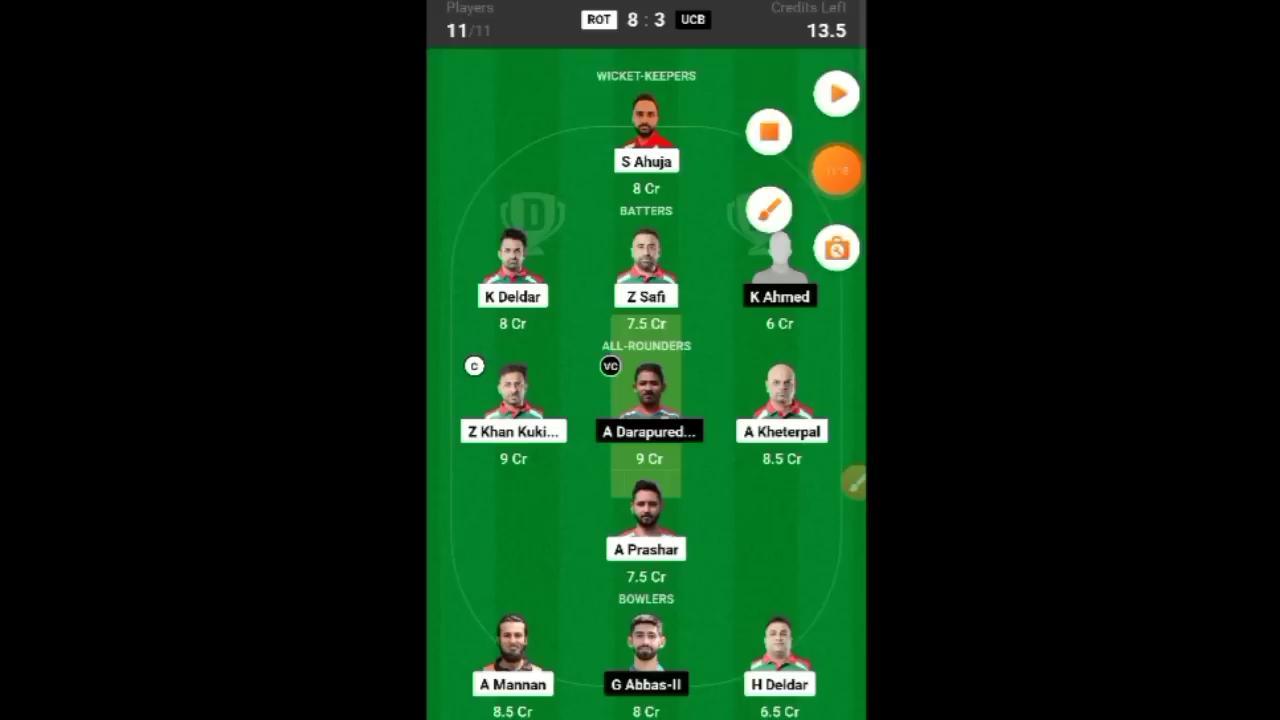 Players
Credits Left
ROT 8 : 3 UCB
11/11
13.5
WICKET-KEEPERS
S Ahuja
8 Cr
BATTERS
K Deldar
Z Safi
K Ahmed
8 Cr
7.5 Cr
6 Cr
ALL-ROUNDERS
C
VC
Z Khan Kuki...
A Darapured...
A Kheterpal
9 Cr
9 Cr
8.5 Cr
A Prashar
7.5 Cr
BOWLERS
A Mannan
G Abbas-II
H Deldar
8.5 Cr
8 Cr
6.5 Cr